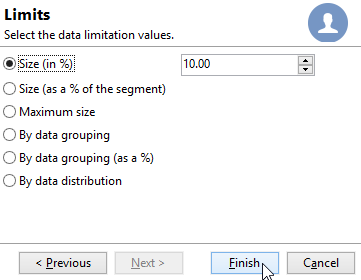 Limits
Select the data limitation values.
Size (in %) 10.00
Size (as a % of the segment)
Maximum size
By data grouping
By data grouping (as a %)
By data distribution
< Previous Next > Finish Cancel